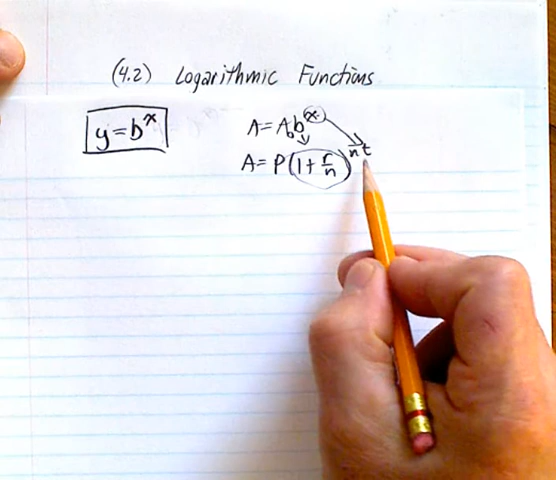 (4.2) Logarithmic Functions
y=b^x
A=A₀b^x
A=P(1+r/n)^nt